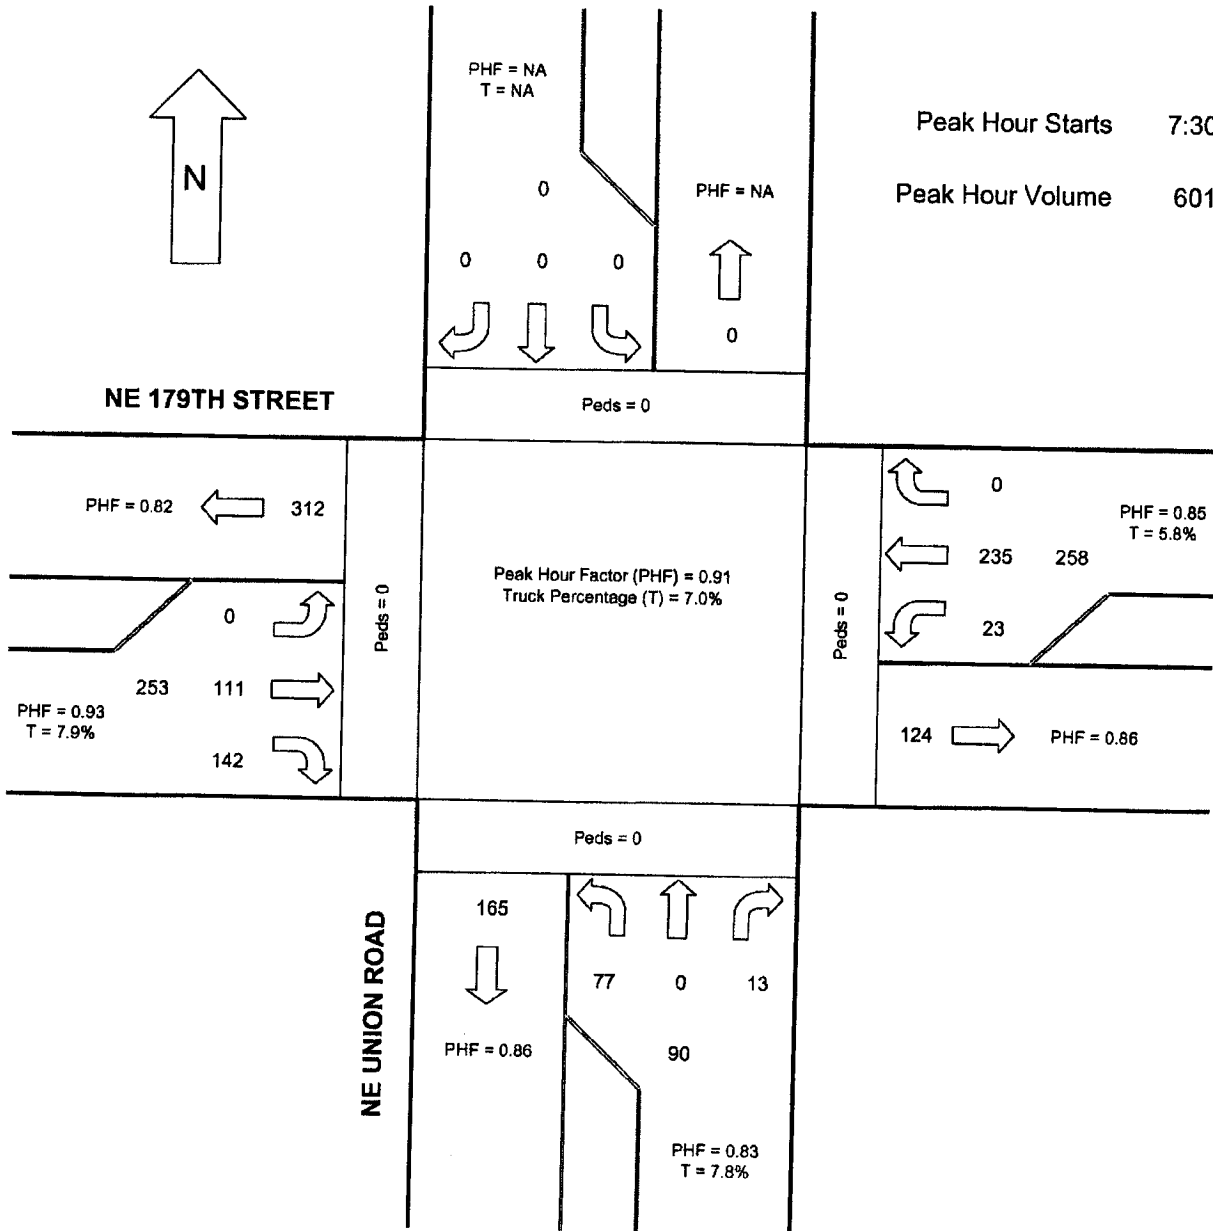 PHF = NA
T = NA
Peak Hour Starts 7:30
N
0
PHF = NA
Peak Hour Volume 601
0 0 0
0
NE 179TH STREET
Peds = 0
PHF = 0.82 312
0
PHF = 0.85
T = 5.8%
235 258
23
Peak Hour Factor (PHF) = 0.91
Truck Percentage (T) = 7.0%
Peds = 0
Peds = 0
0
253 111
PHF = 0.93
T = 7.9%
142
124 PHF = 0.86
Peds = 0
165
77 0 13
NE UNION ROAD
PHF = 0.86
90
PHF = 0.83
T = 7.8%